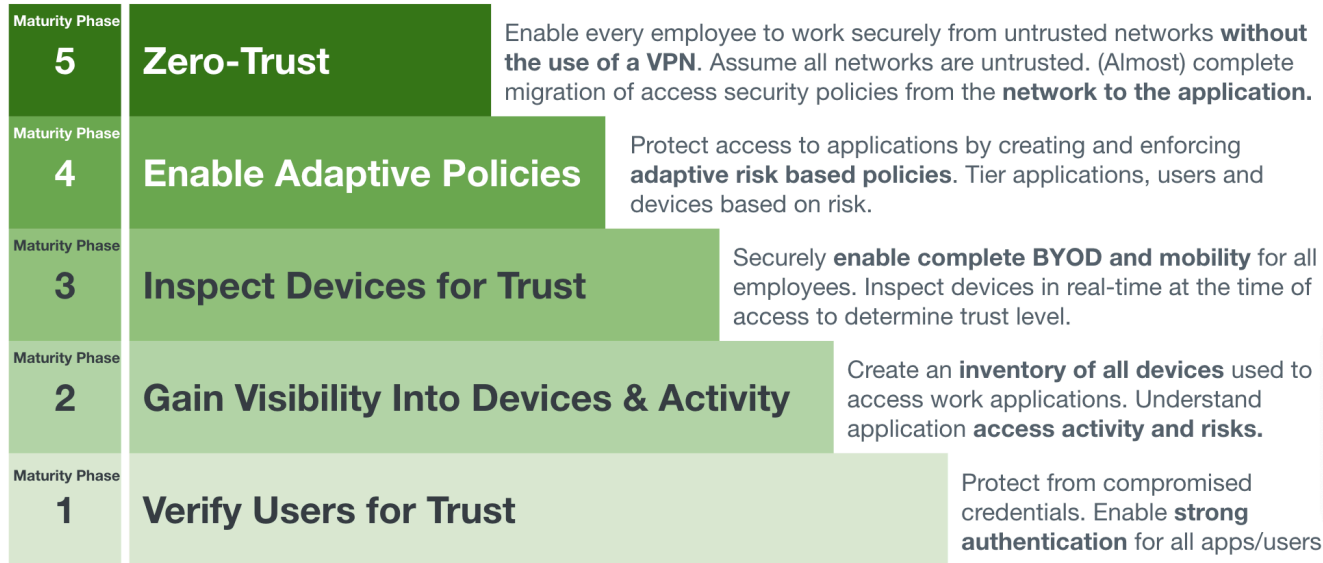 Maturity Phase
5
Zero-Trust
Enable every employee to work securely from untrusted networks without
the use of a VPN. Assume all networks are untrusted. (Almost) complete
migration of access security policies from the network to the application.
Maturity Phase
4
Enable Adaptive Policies
Protect access to applications by creating and enforcing
adaptive risk based policies. Tier applications, users and
devices based on risk.
Maturity Phase
3
Inspect Devices for Trust
Securely enable complete BYOD and mobility for all
employees. Inspect devices in real-time at the time of
access to determine trust level.
Maturity Phase
2
Gain Visibility Into Devices & Activity
Create an inventory of all devices used to
access work applications. Understand
application access activity and risks.
Maturity Phase
1
Verify Users for Trust
Protect from compromised
credentials. Enable strong
authentication for all apps/users